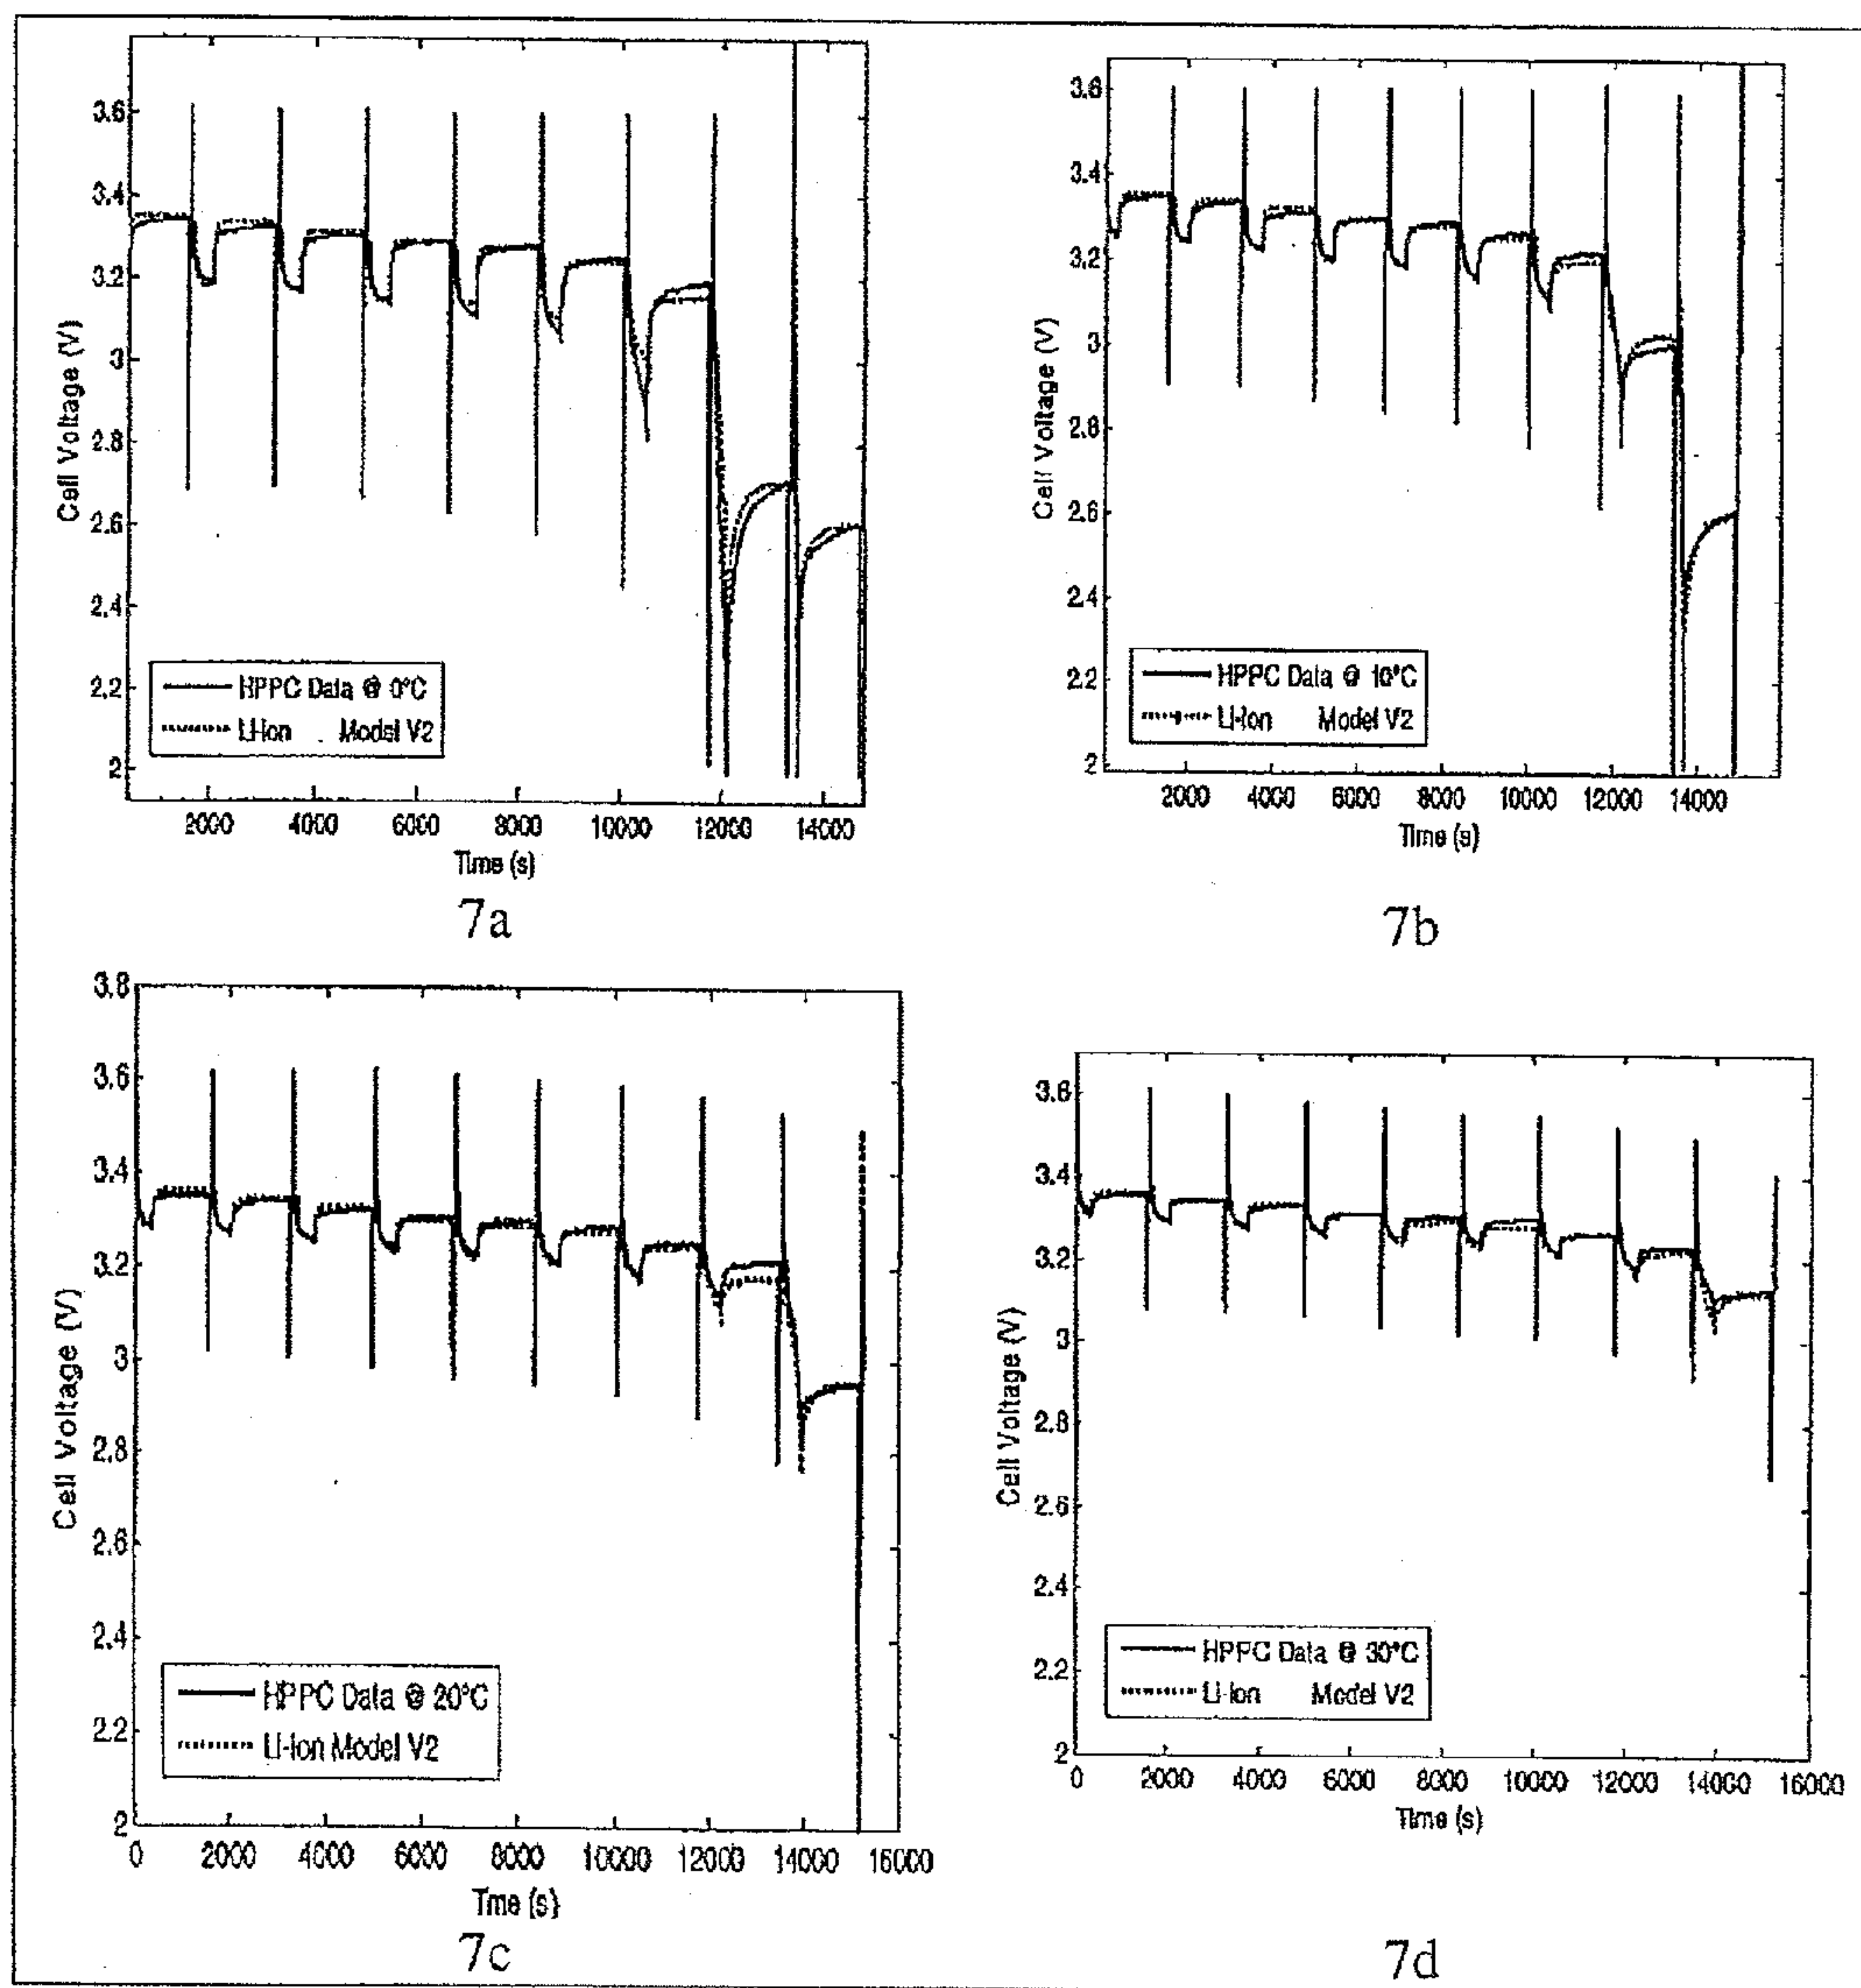 3.6
3.4
3.2
3
2.8
2.6
2.4
2.2
2
Cell Voltage (V)
HPPC Data @ 0°C
Li-Ion . Model V2
2000 4000 6000 8000 10000 12000 14000
Time (s)
7a
3.6
3.4
3.2
3
2.8
2.6
2.4
2.2
2
Cell Voltage (V)
HPPC Data @ 10°C
Li-Ion Model V2
2000 4000 6000 8000 10000 12000 14000
Time (s)
7b
3.8
3.6
3.4
3.2
3
2.8
2.6
2.4
2.2
2
Cell Voltage (V)
HPPC Data @ 20°C
Li-Ion Model V2
0 2000 4000 6000 8000 10000 12000 14000 16000
Tme (s)
7c
3.6
3.4
3.2
3
2.8
2.6
2.4
2.2
2
Cell Voltage (V)
HPPC Data @ 30°C
Li-Ion Model V2
0 2000 4000 6000 8000 10000 12000 14000 16000
Time (s)
7d